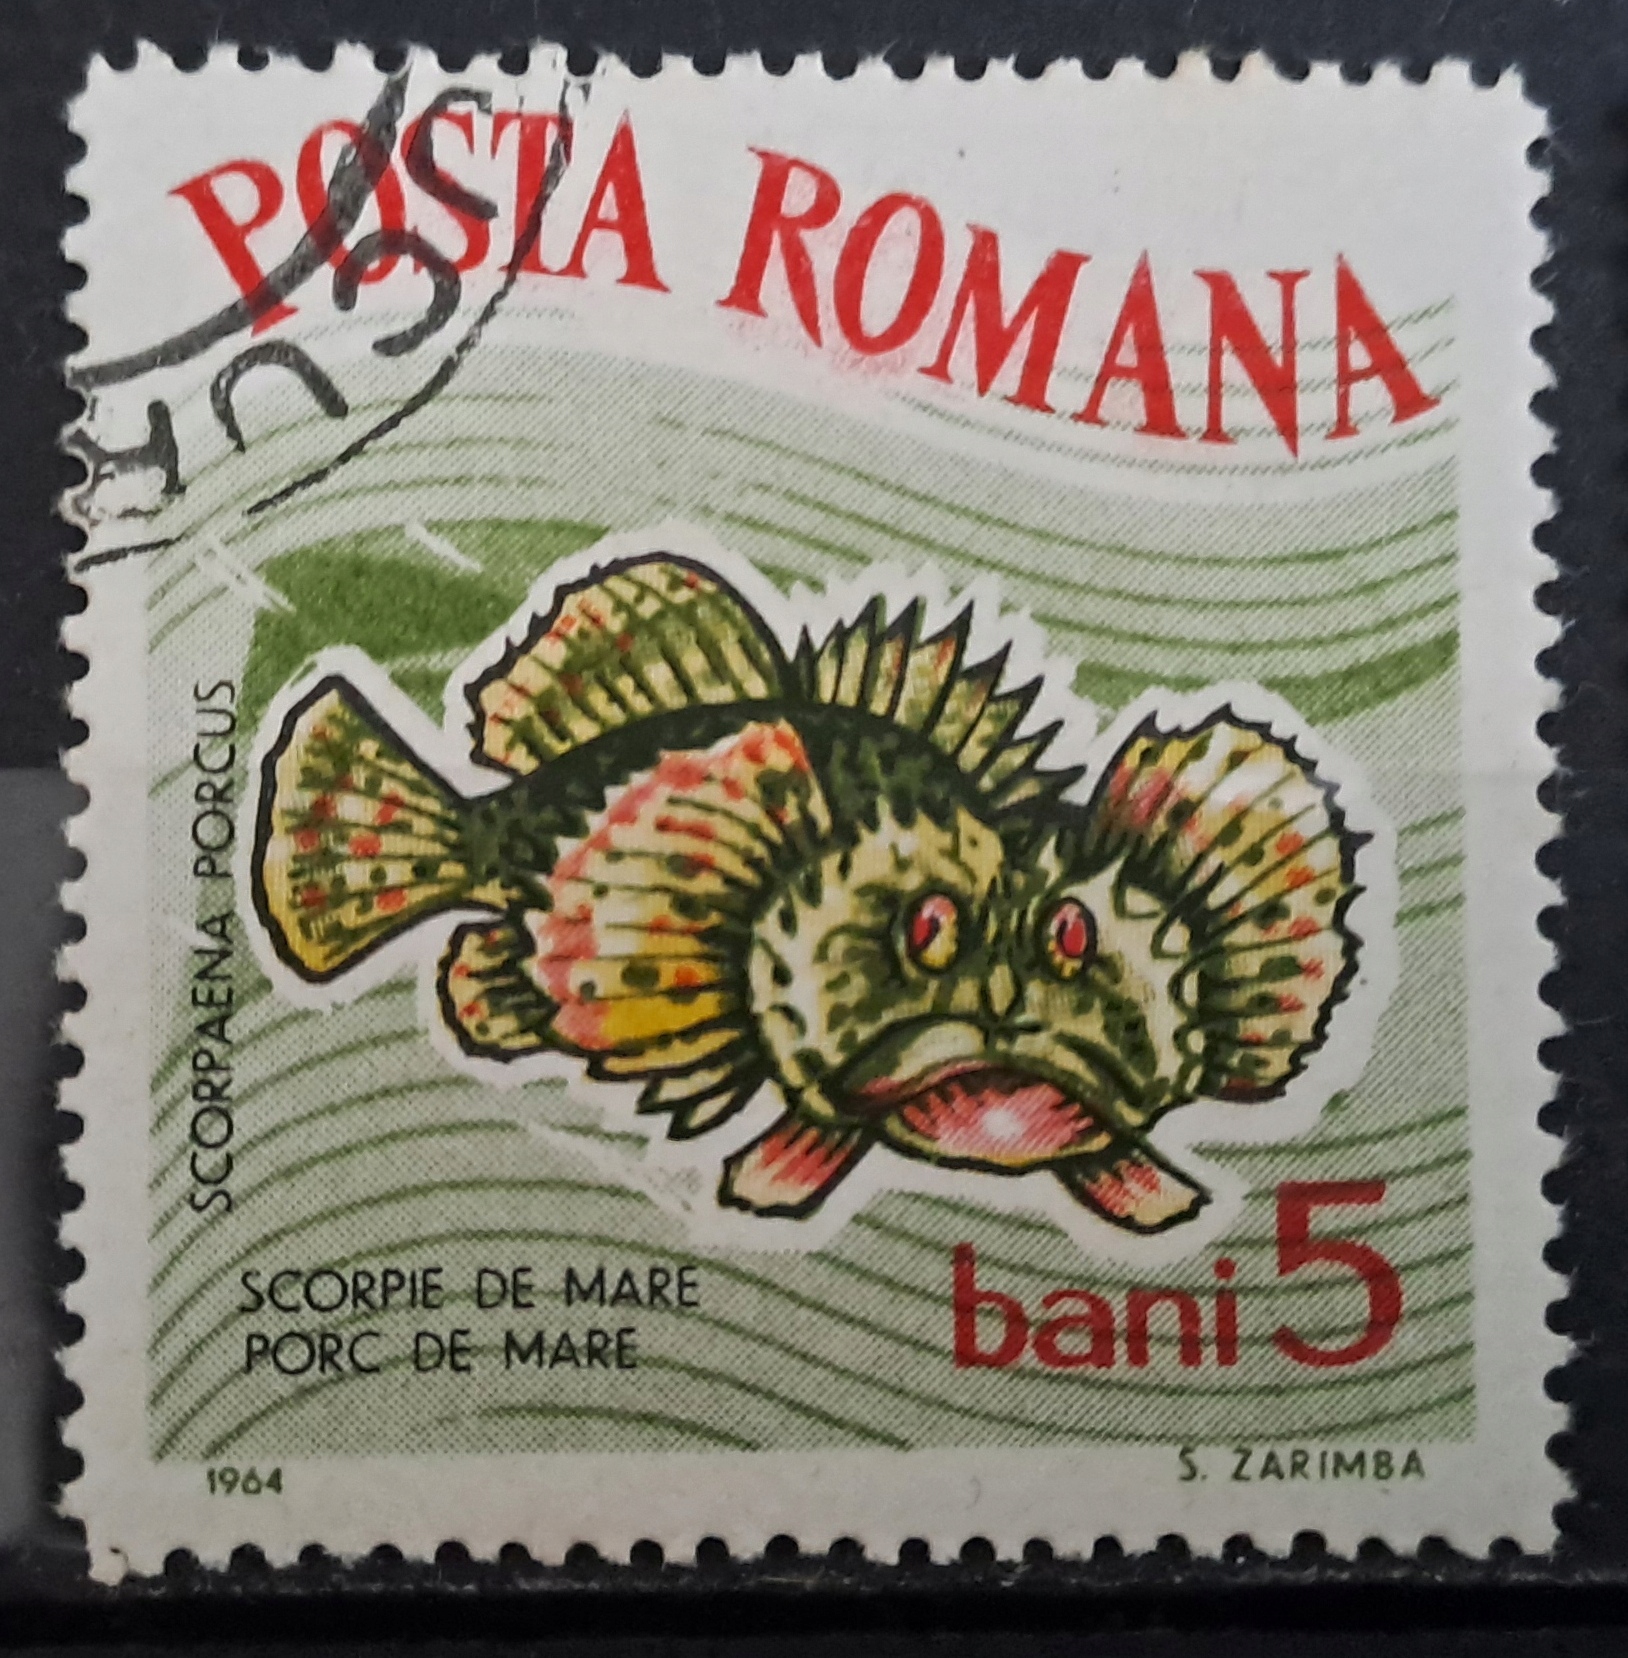 POSTA ROMANA
SCORPAENA PORCUS
SCORPIE DE MARE
PORC DE MARE
bani 5
1964
S. ZARIMBA